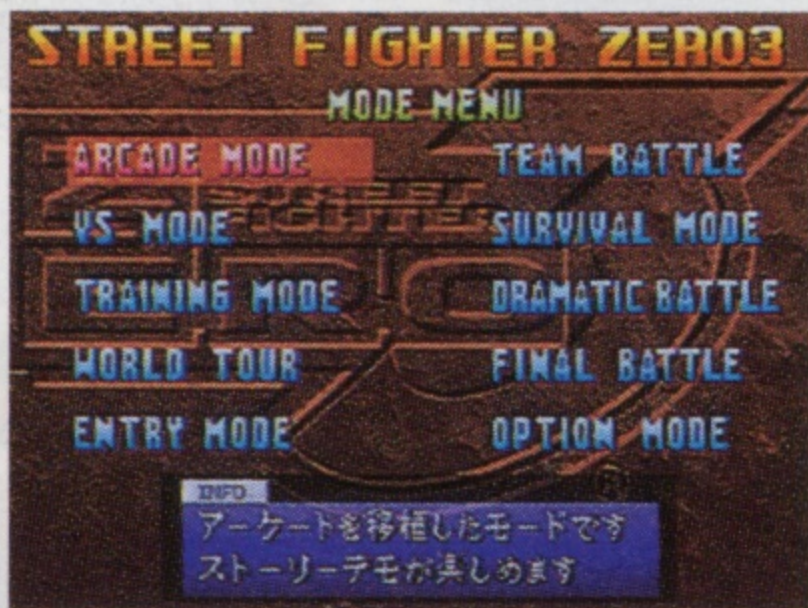 STREET FIGHTER ZERO3
MODE MENU
ARCADE MODE
VS MODE
TRAINING MODE
WORLD TOUR
ENTRY MODE
TEAM BATTLE
SURVIVAL MODE
DRAMATIC BATTLE
FINAL BATTLE
OPTION MODE
INFO
アーケードを移植したモードです
ストーリーデモが楽しめます